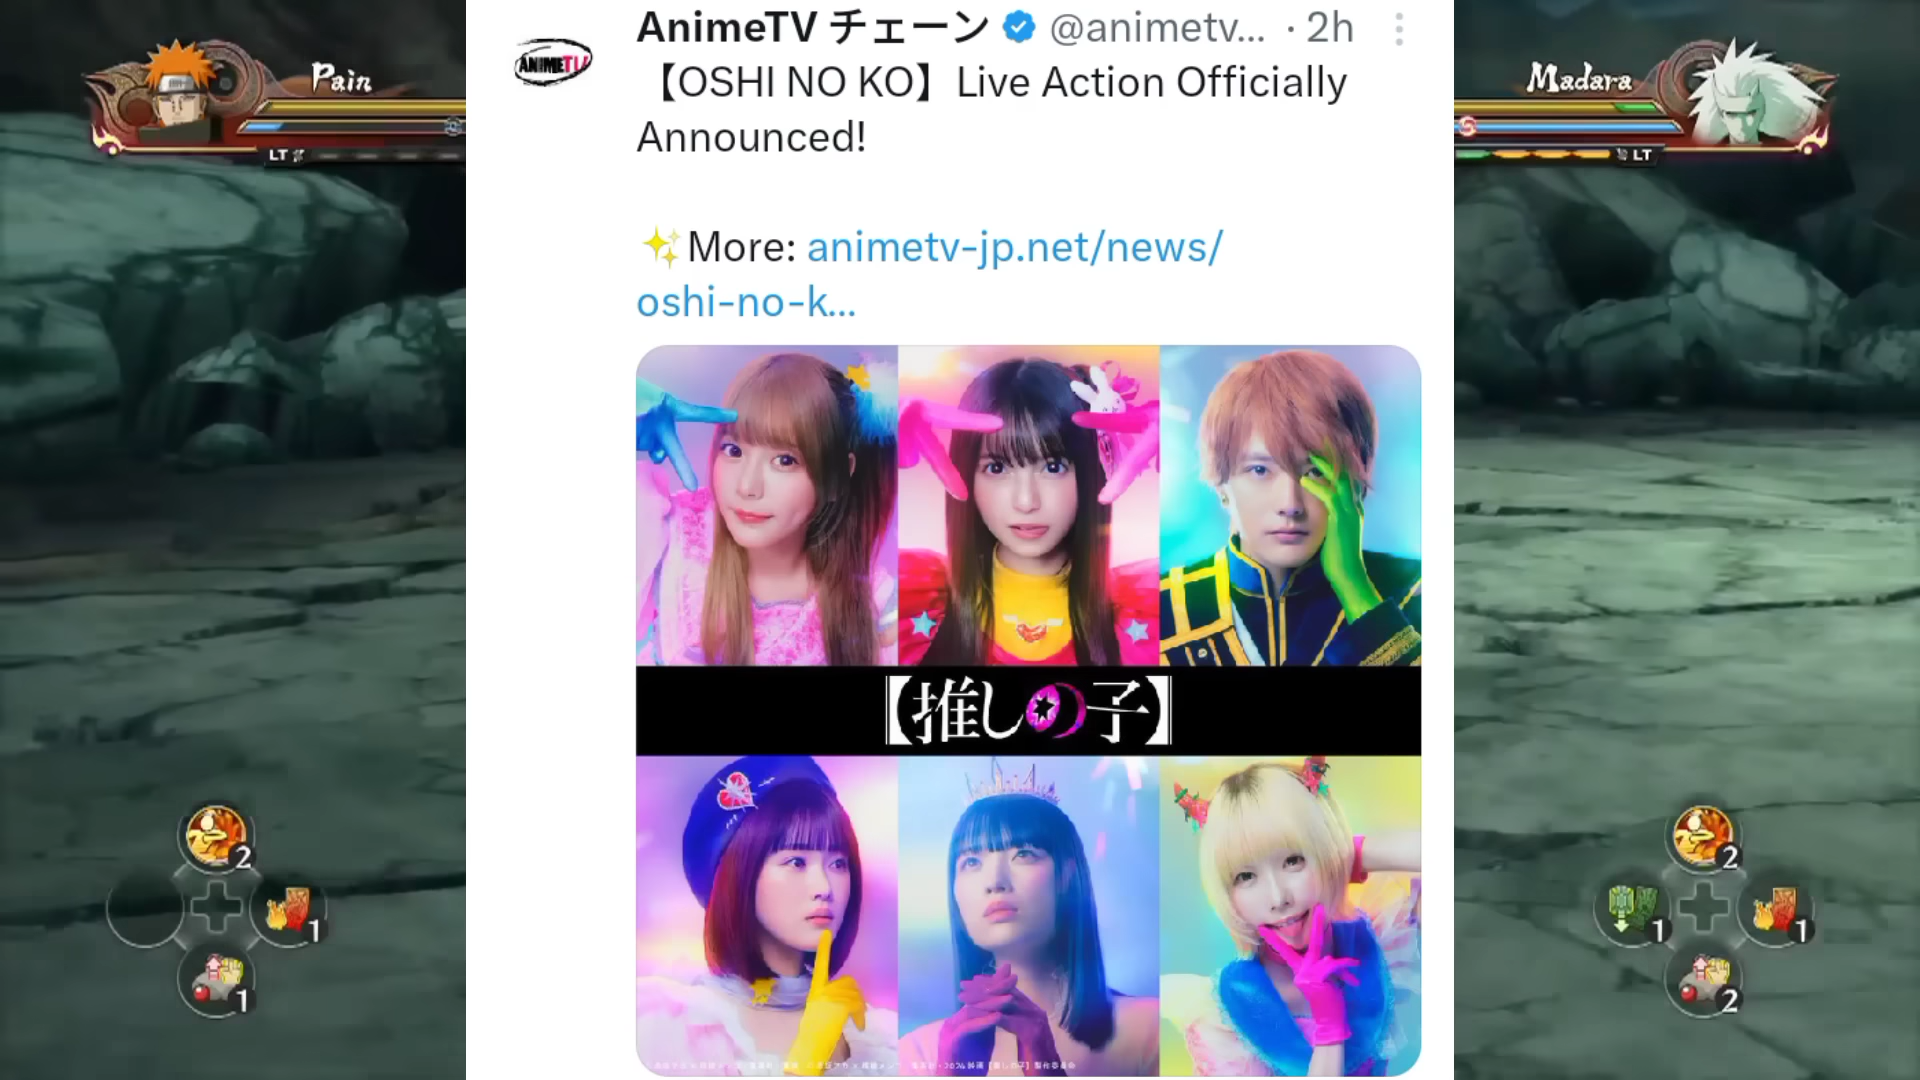 Pain
LT
2
1
1
ANIMETV
AnimeTV チェーン @animetv... · 2h
【OSHI NO KO】Live Action Officially
Announced!
✨More: animetv-jp.net/news/
oshi-no-k...
【推しの子】
Madara
LT
2
1
1
2